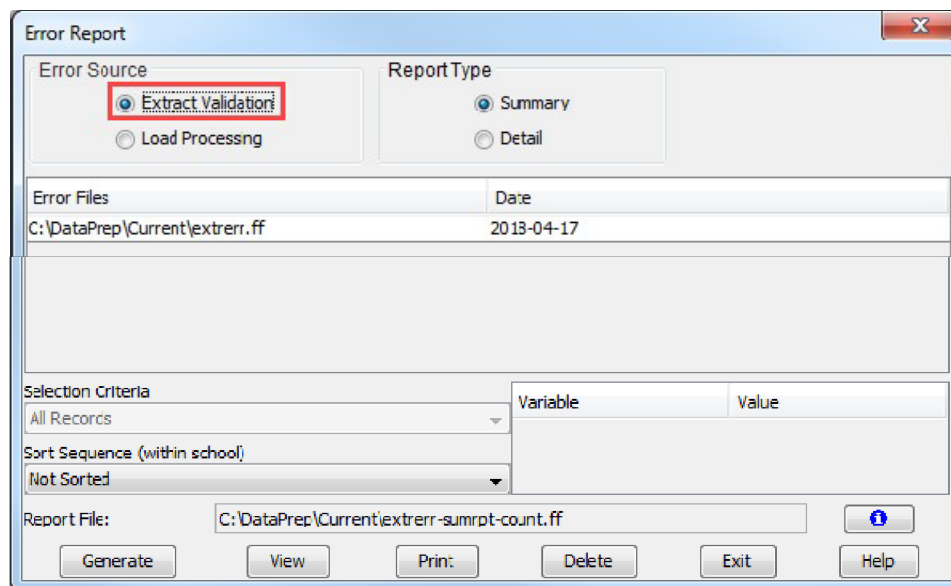 Error Report
Error Source
Report Type
Extract Validation
Summary
Load Processing
Detail
Error Files
Date
C:\DataPrep\Current\extrerr.ff
2013-04-17
Selection Criteria
All Records
Variable
Value
Sort Sequence (within school)
Not Sorted
Report File:
C:\DataPrep\Current\extrerr-sumrpt-count.ff
Generate
View
Print
Delete
Exit
Help